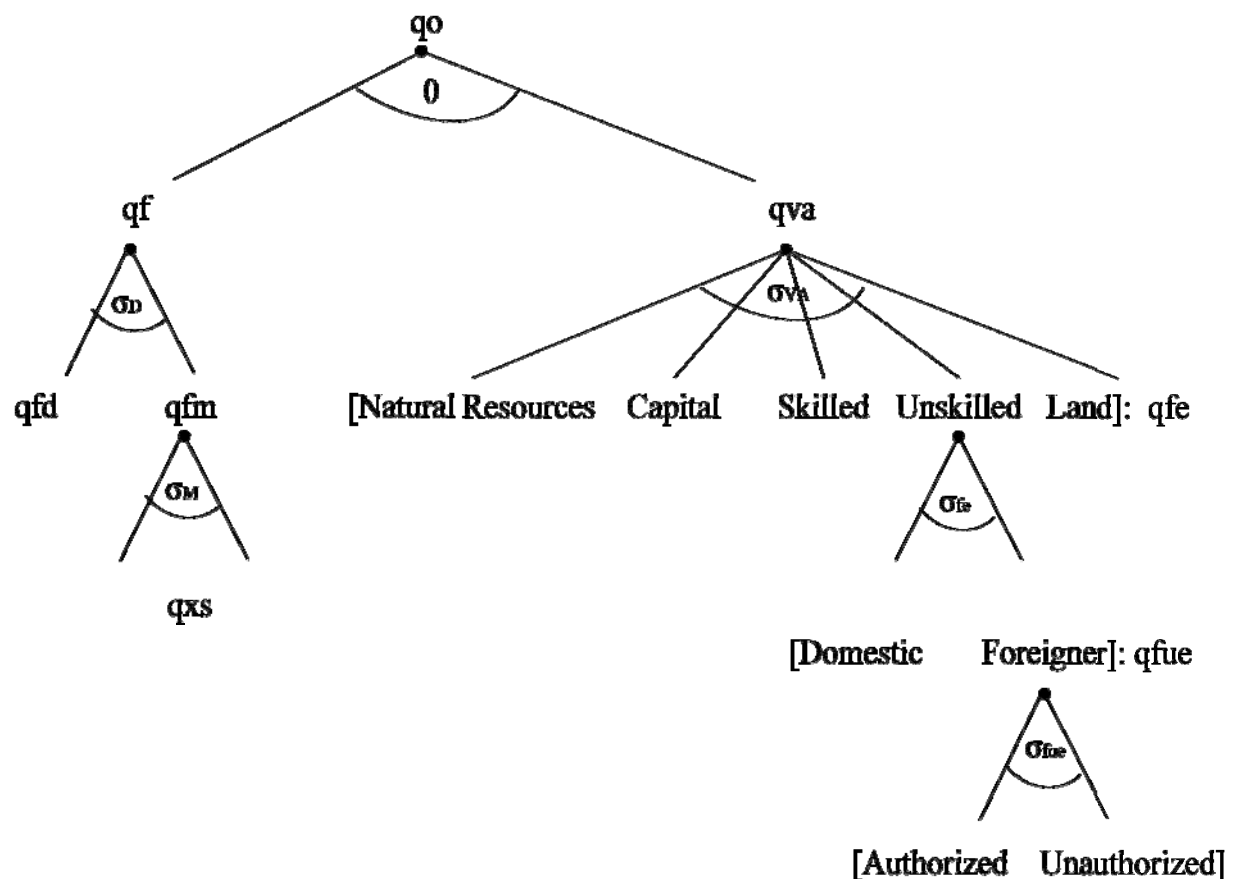 qo
0
qf qva
σD σVA
qfd qfm [Natural Resources Capital Skilled Unskilled Land]: qfe
σM σfe
qxs
[Domestic Foreigner]: qfue
σfue
[Authorized Unauthorized]